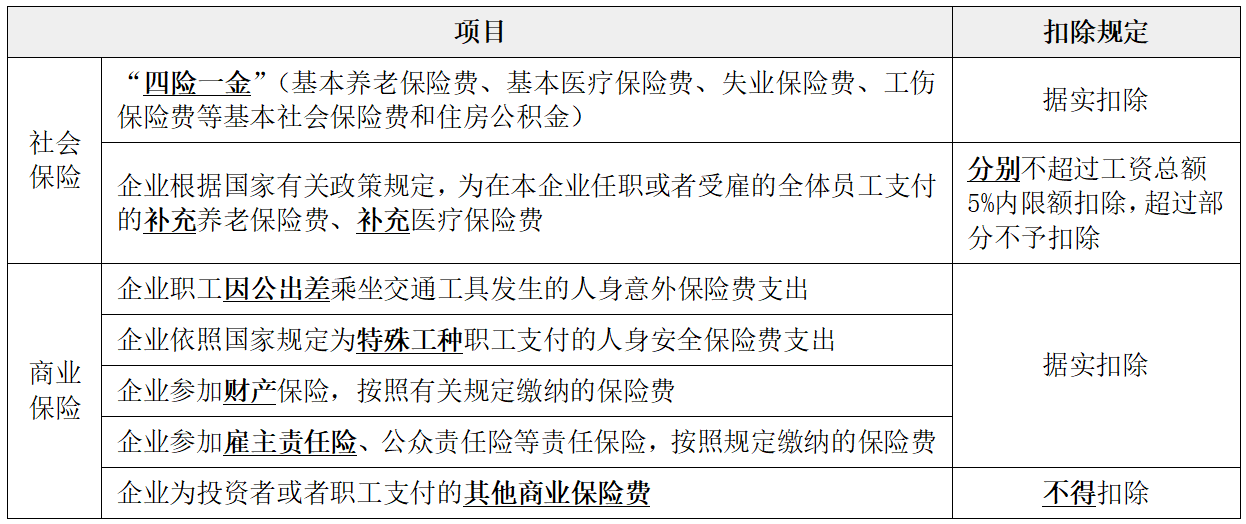 项目
扣除规定
社会
保险
“四险一金”（基本养老保险费、基本医疗保险费、失业保险费、工伤
保险费等基本社会保险费和住房公积金）
据实扣除
企业根据国家有关政策规定，为在本企业任职或者受雇的全体员工支付
的补充养老保险费、补充医疗保险费
分别不超过工资总额
5%内限额扣除，超过部
分不予扣除
商业
保险
企业职工因公出差乘坐交通工具发生的人身意外保险费支出
企业依照国家规定为特殊工种职工支付的人身安全保险费支出
企业参加财产保险，按照有关规定缴纳的保险费
企业参加雇主责任险、公众责任险等责任保险，按照规定缴纳的保险费
据实扣除
企业为投资者或者职工支付的其他商业保险费
不得扣除